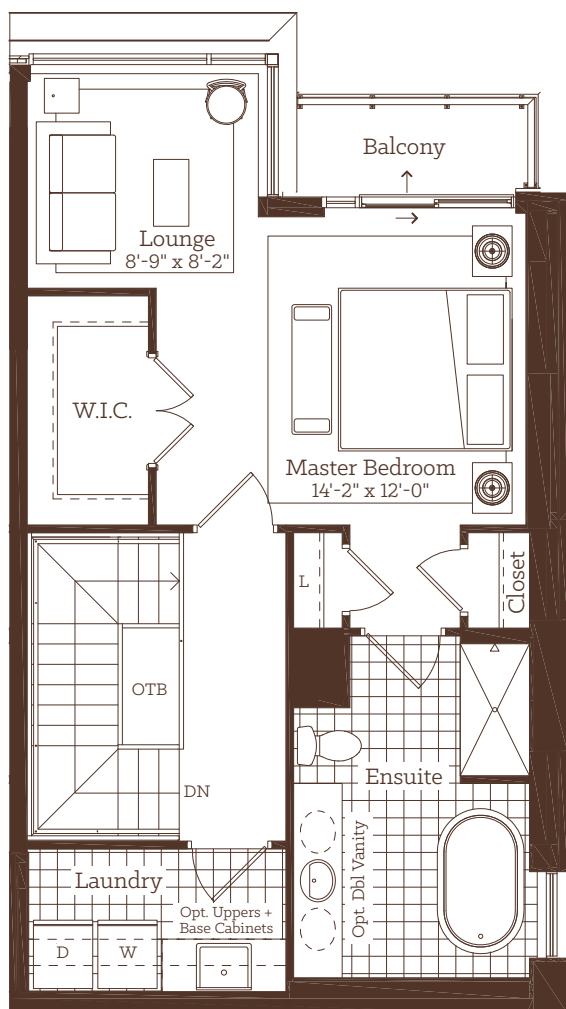 Balcony
Lounge
8'-9" x 8'-2"
W.I.C.
Master Bedroom
14'-2" x 12'-0"
L
Closet
OTB
DN
Ensuite
Opt. Dbl Vanity
Laundry
Opt. Uppers +
Base Cabinets
D
W